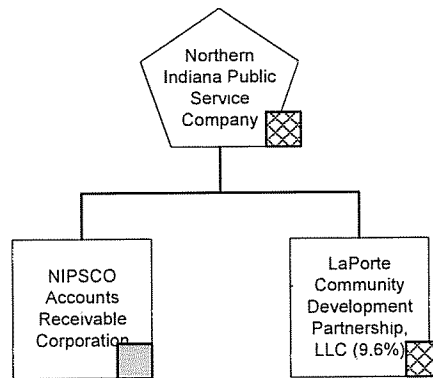 Northern
Indiana Public
Service
Company
NIPSCO
Accounts
Receivable
Corporation
LaPorte
Community
Development
Partnership,
LLC (9.6%)